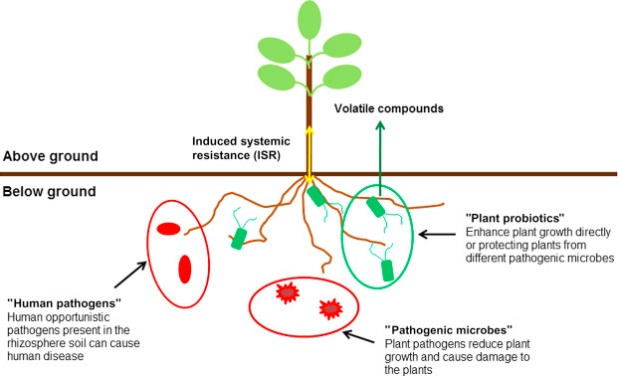 Volatile compounds
Induced systemic
resistance (ISR)
Above ground
Below ground
"Plant probiotics"
Enhance plant growth directly
or protecting plants from
different pathogenic microbes
"Human pathogens"
Human opportunistic
pathogens present in the
rhizosphere soil can cause
human disease
"Pathogenic microbes"
Plant pathogens reduce plant
growth and cause damage to
the plants